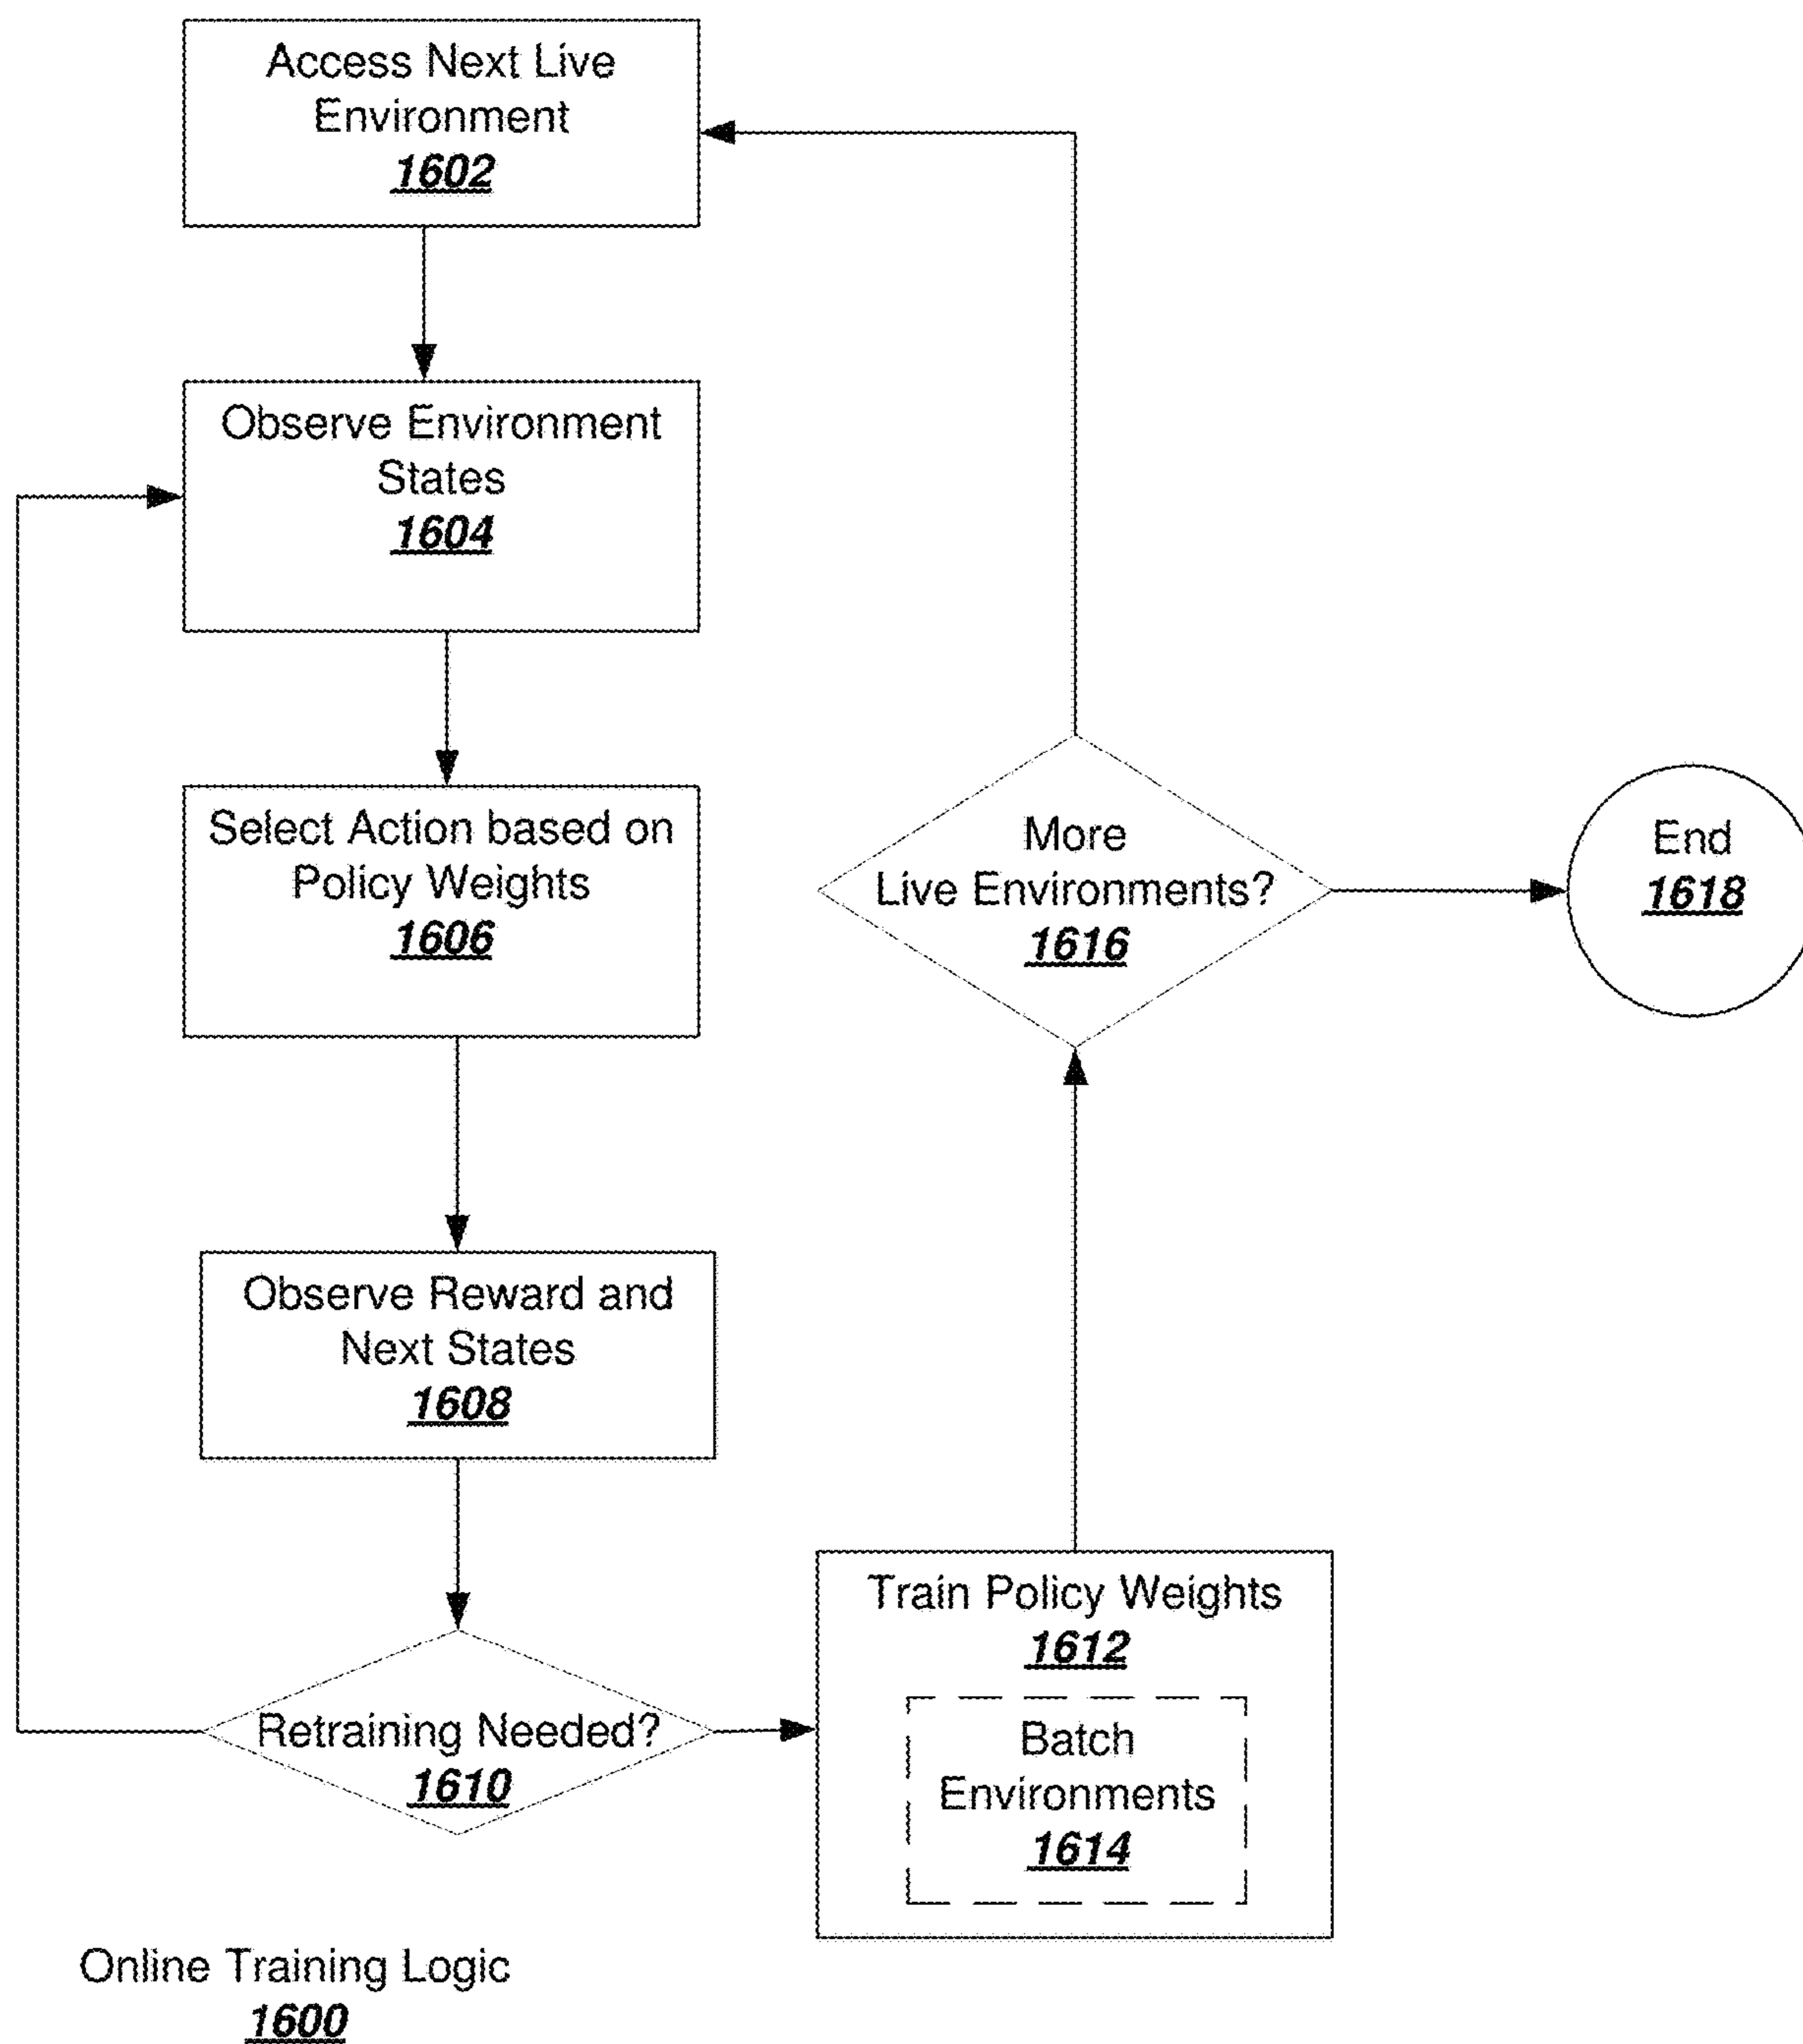 Access Next Live
Environment
1602
Observe Environment
States
1604
Select Action based on
Policy Weights
1606
Observe Reward and
Next States
1608
Retraining Needed?
1610
Train Policy Weights
1612
Batch
Environments
1614
More
Live Environments?
1616
End
1618
Online Training Logic
1600